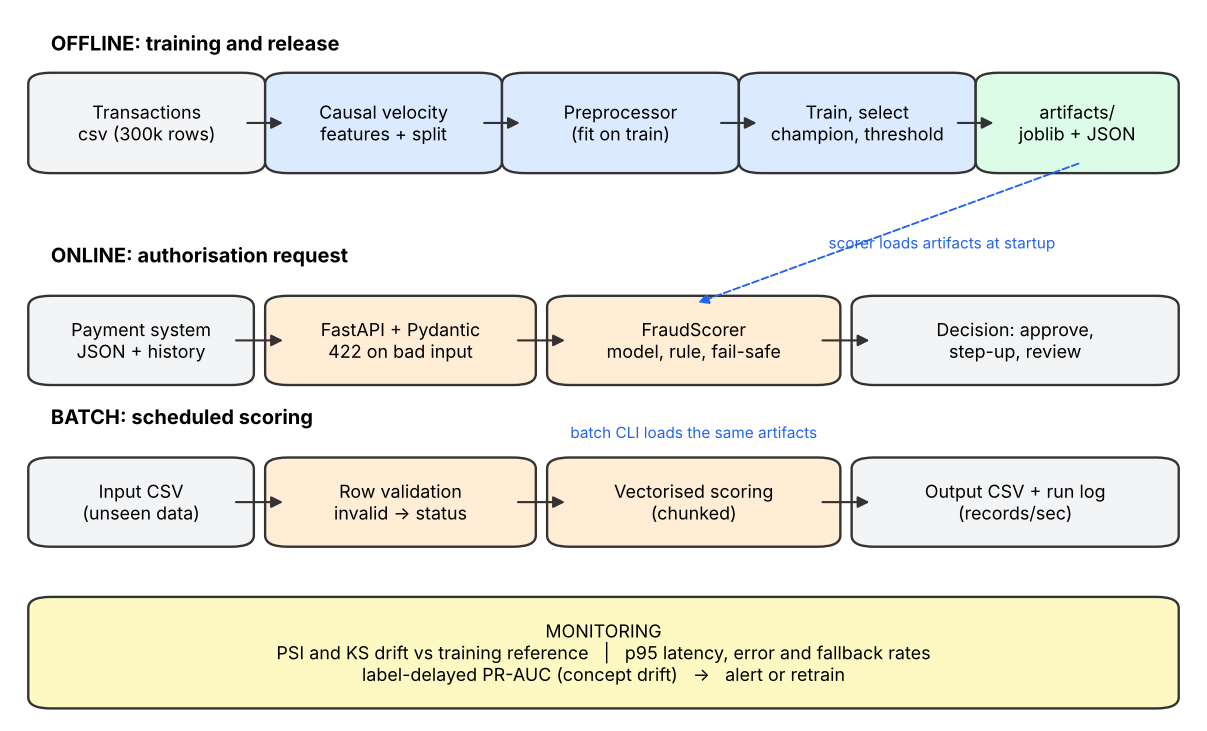 OFFLINE: training and release
Transactions
csv (300k rows)
Causal velocity
features + split
Preprocessor
(fit on train)
Train, select
champion, threshold
artifacts/
joblib + JSON
scorer loads artifacts at startup
ONLINE: authorisation request
Payment system
JSON + history
FastAPI + Pydantic
422 on bad input
FraudScorer
model, rule, fail-safe
Decision: approve,
step-up, review
BATCH: scheduled scoring
batch CLI loads the same artifacts
Input CSV
(unseen data)
Row validation
invalid → status
Vectorised scoring
(chunked)
Output CSV + run log
(records/sec)
MONITORING
PSI and KS drift vs training reference | p95 latency, error and fallback rates
label-delayed PR-AUC (concept drift) → alert or retrain